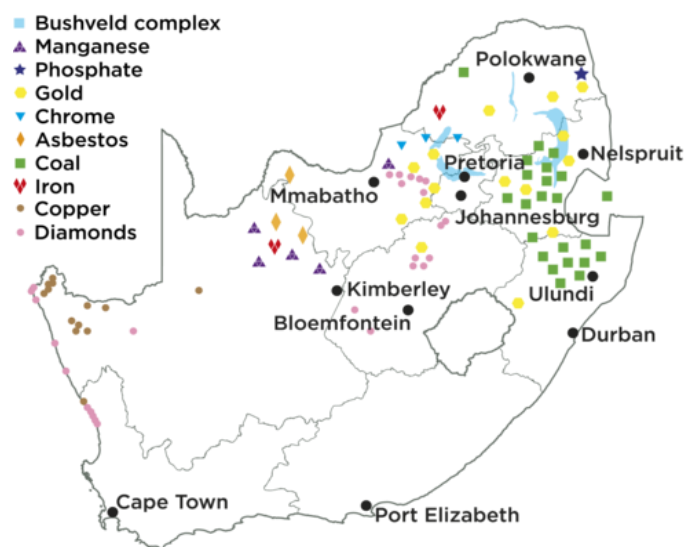 Bushveld complex
Manganese
Phosphate
Gold
Chrome
Asbestos
Coal
Iron
Copper
Diamonds
Polokwane
Nelspruit
Pretoria
Mmabatho
Johannesburg
Kimberley
Ulundi
Bloemfontein
Durban
Cape Town
Port Elizabeth